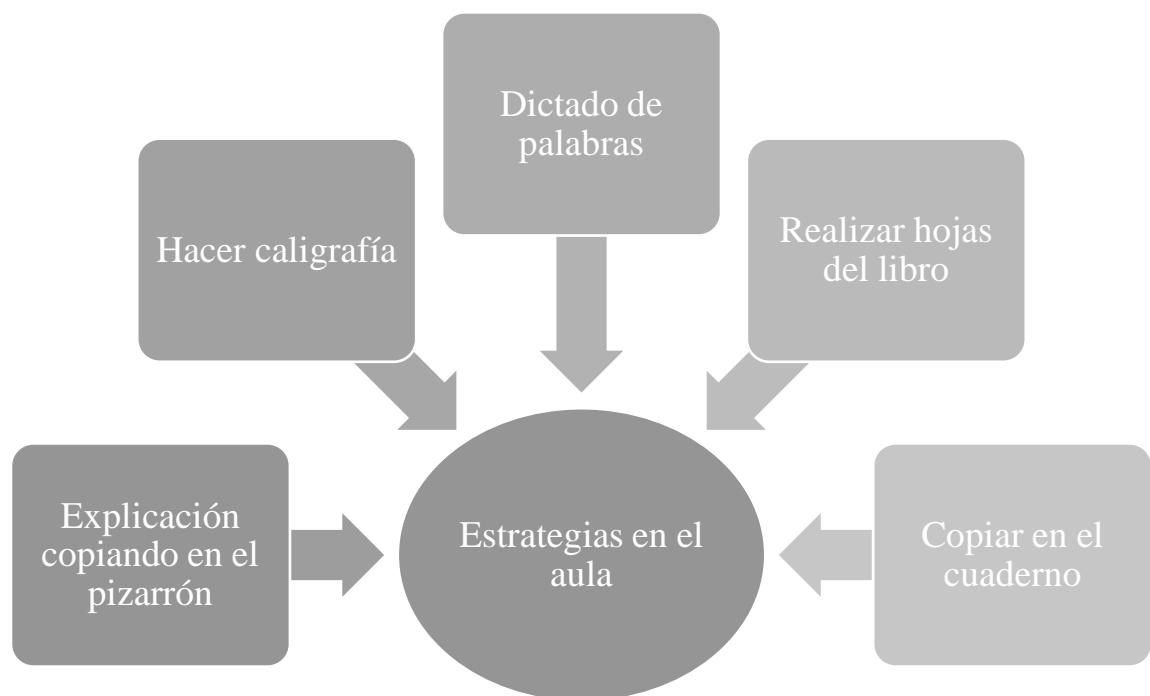 Dictado de
palabras
Hacer caligrafía
Realizar hojas
del libro
Explicación
copiando en el
pizarrón
Estrategias en el
aula
Copiar en el
cuaderno